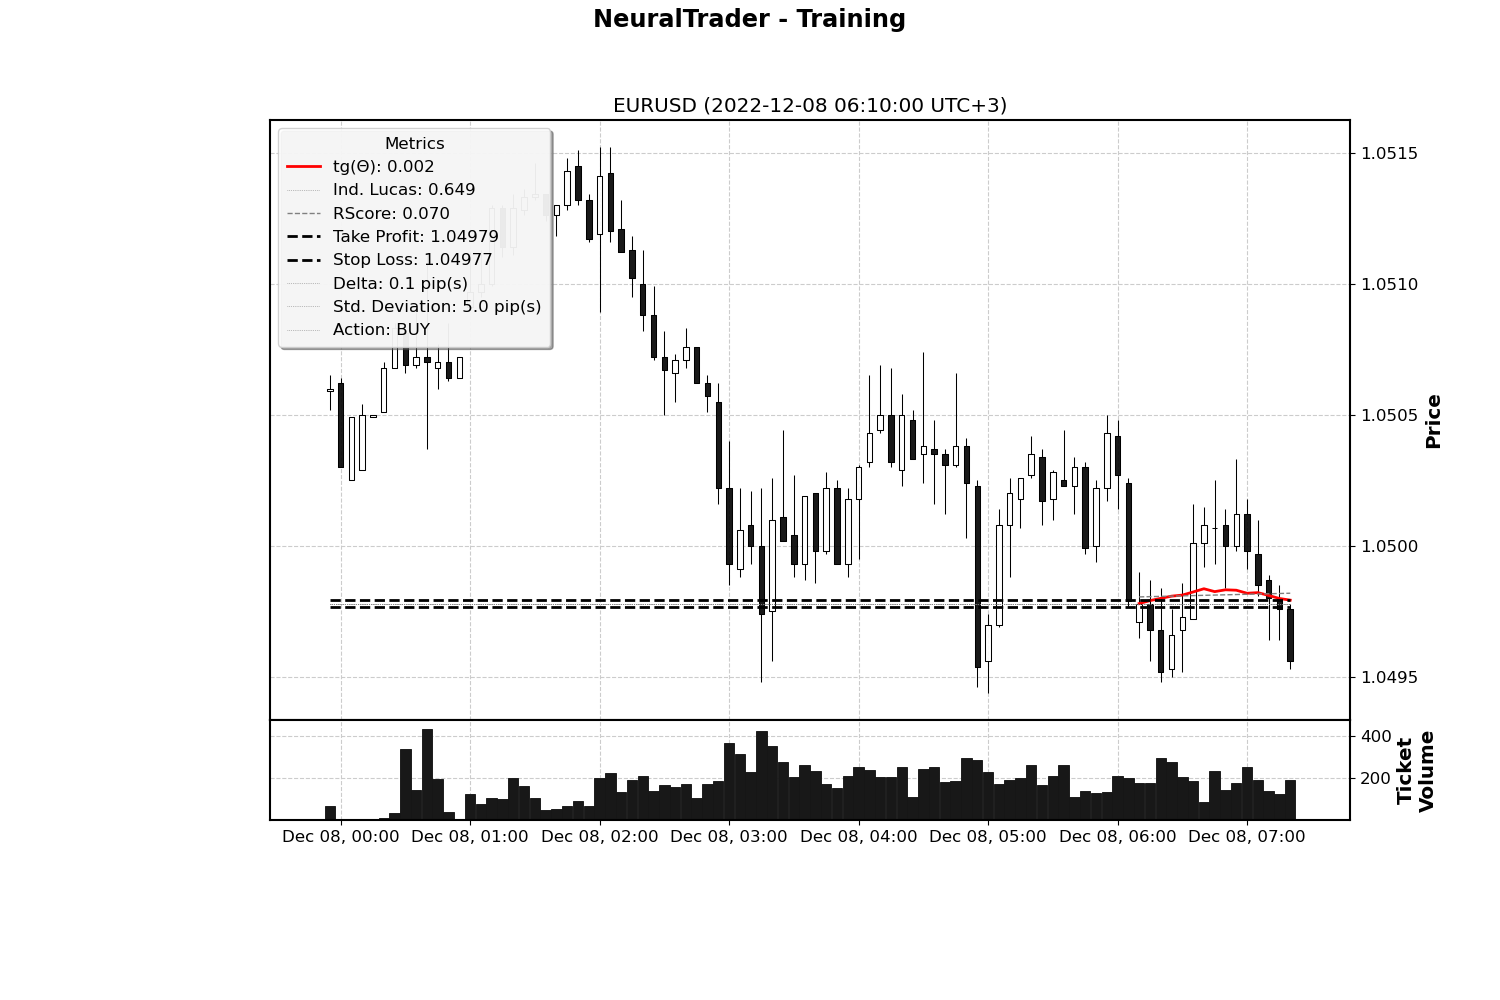 NeuralTrader - Training
EURUSD (2022-12-08 06:10:00 UTC+3)
Metrics
tg(Θ): 0.002
Ind. Lucas: 0.649
RScore: 0.070
Take Profit: 1.04979
Stop Loss: 1.04977
Delta: 0.1 pip(s)
Std. Deviation: 5.0 pip(s)
Action: BUY
1.0515
1.0510
1.0505
1.0500
1.0495
Price
400
200
Ticket
Volume
Dec 08, 00:00
Dec 08, 01:00
Dec 08, 02:00
Dec 08, 03:00
Dec 08, 04:00
Dec 08, 05:00
Dec 08, 06:00
Dec 08, 07:00